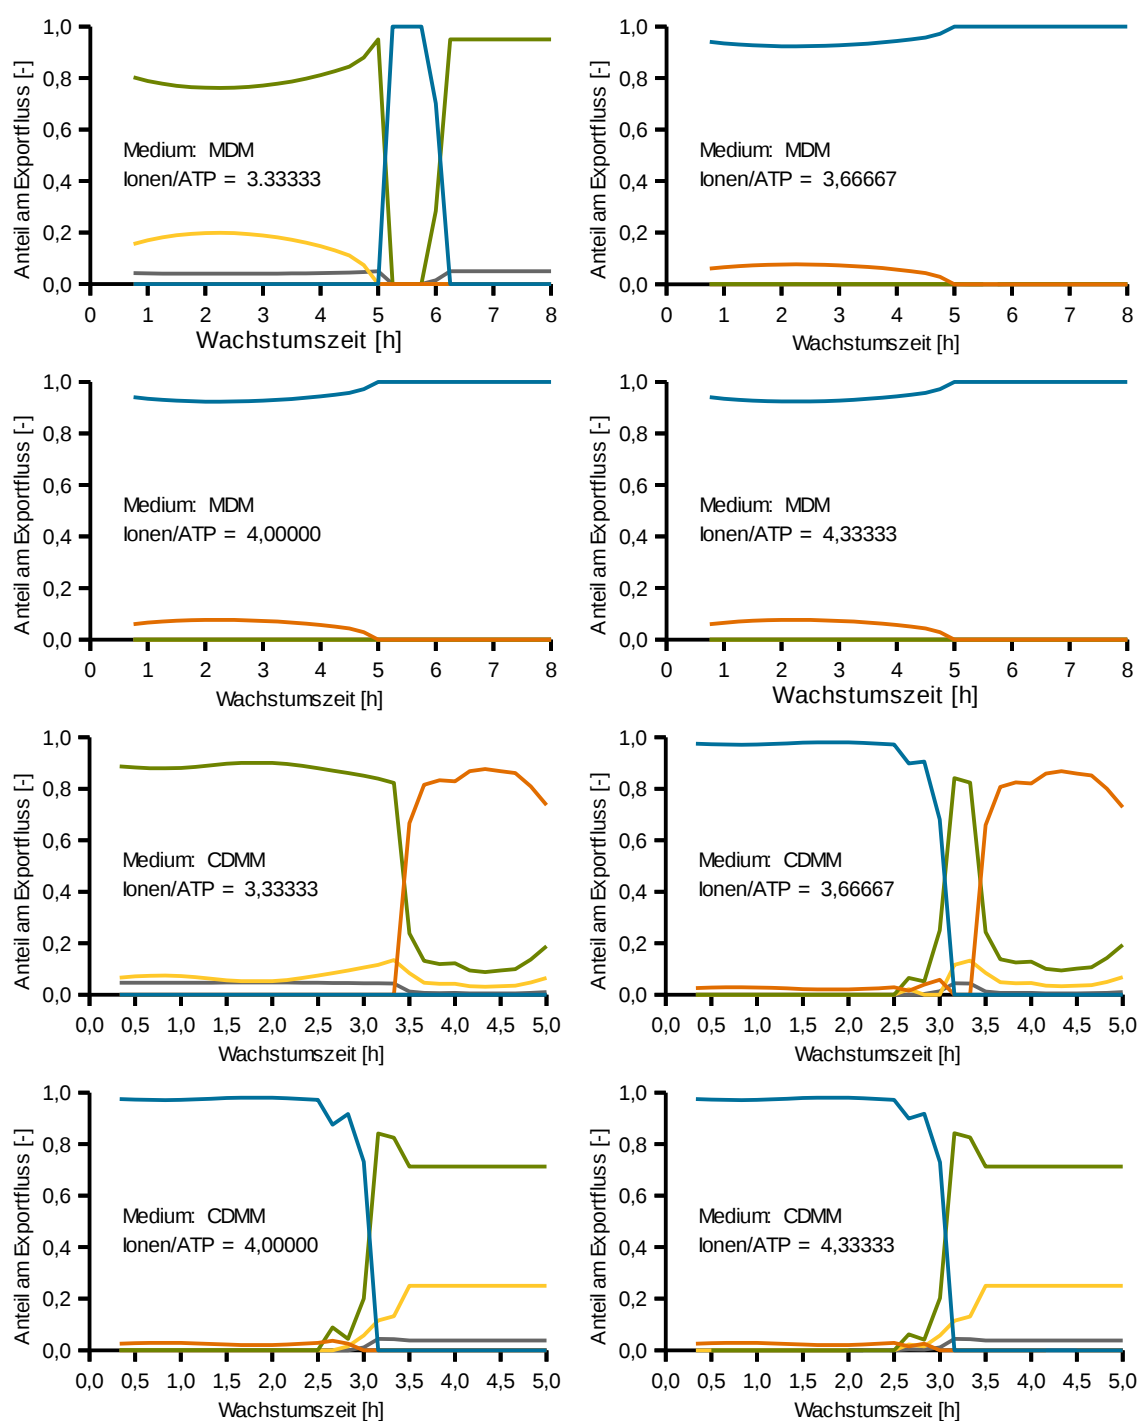 Anteil am Exportfluss [-]
1,0
0,8
0,6
0,4
0,2
0,0
Medium: MDM
Ionen/ATP = 3.33333
0 1 2 3 4 5 6 7 8
Wachstumszeit [h]
Anteil am Exportfluss [-]
1,0
0,8
0,6
0,4
0,2
0,0
Medium: MDM
Ionen/ATP = 3,66667
0 1 2 3 4 5 6 7 8
Wachstumszeit [h]
Anteil am Exportfluss [-]
1,0
0,8
0,6
0,4
0,2
0,0
Medium: MDM
Ionen/ATP = 4,00000
0 1 2 3 4 5 6 7 8
Wachstumszeit [h]
Anteil am Exportfluss [-]
1,0
0,8
0,6
0,4
0,2
0,0
Medium: MDM
Ionen/ATP = 4,33333
0 1 2 3 4 5 6 7 8
Wachstumszeit [h]
Anteil am Exportfluss [-]
1,0
0,8
0,6
0,4
0,2
0,0
Medium: CDMM
Ionen/ATP = 3,33333
0,0 0,5 1,0 1,5 2,0 2,5 3,0 3,5 4,0 4,5 5,0
Wachstumszeit [h]
Anteil am Exportfluss [-]
1,0
0,8
0,6
0,4
0,2
0,0
Medium: CDMM
Ionen/ATP = 3,66667
0,0 0,5 1,0 1,5 2,0 2,5 3,0 3,5 4,0 4,5 5,0
Wachstumszeit [h]
Anteil am Exportfluss [-]
1,0
0,8
0,6
0,4
0,2
0,0
Medium: CDMM
Ionen/ATP = 4,00000
0,0 0,5 1,0 1,5 2,0 2,5 3,0 3,5 4,0 4,5 5,0
Wachstumszeit [h]
Anteil am Exportfluss [-]
1,0
0,8
0,6
0,4
0,2
0,0
Medium: CDMM
Ionen/ATP = 4,33333
0,0 0,5 1,0 1,5 2,0 2,5 3,0 3,5 4,0 4,5 5,0
Wachstumszeit [h]